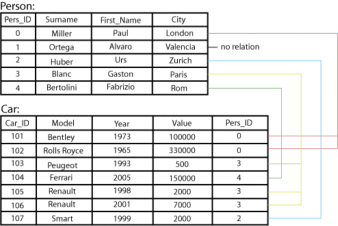 Person:
Pers_ID Surname First_Name City
0 Miller Paul London
1 Ortega Alvaro Valencia no relation
2 Huber Urs Zurich
3 Blanc Gaston Paris
4 Bertolini Fabrizio Rom
Car:
Car_ID Model Year Value Pers_ID
101 Bentley 1973 100000 0
102 Rolls Royce 1965 330000 0
103 Peugeot 1993 500 3
104 Ferrari 2005 150000 4
105 Renault 1998 2000 3
106 Renault 2001 7000 3
107 Smart 1999 2000 2